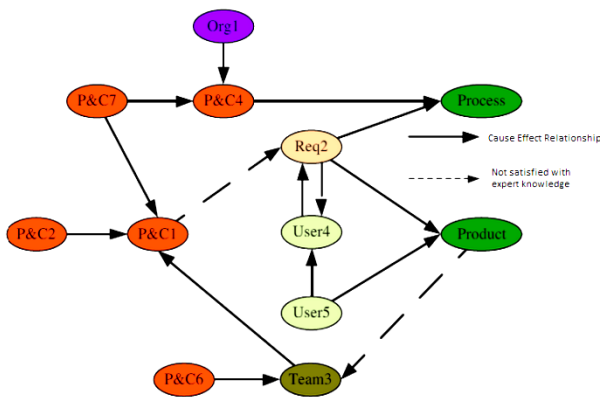 Org1
P&C7
P&C4
Process
Cause Effect Relationship
Req2
Not satisfied with
expert knowledge
P&C2
P&C1
User4
Product
User5
P&C6
Team3